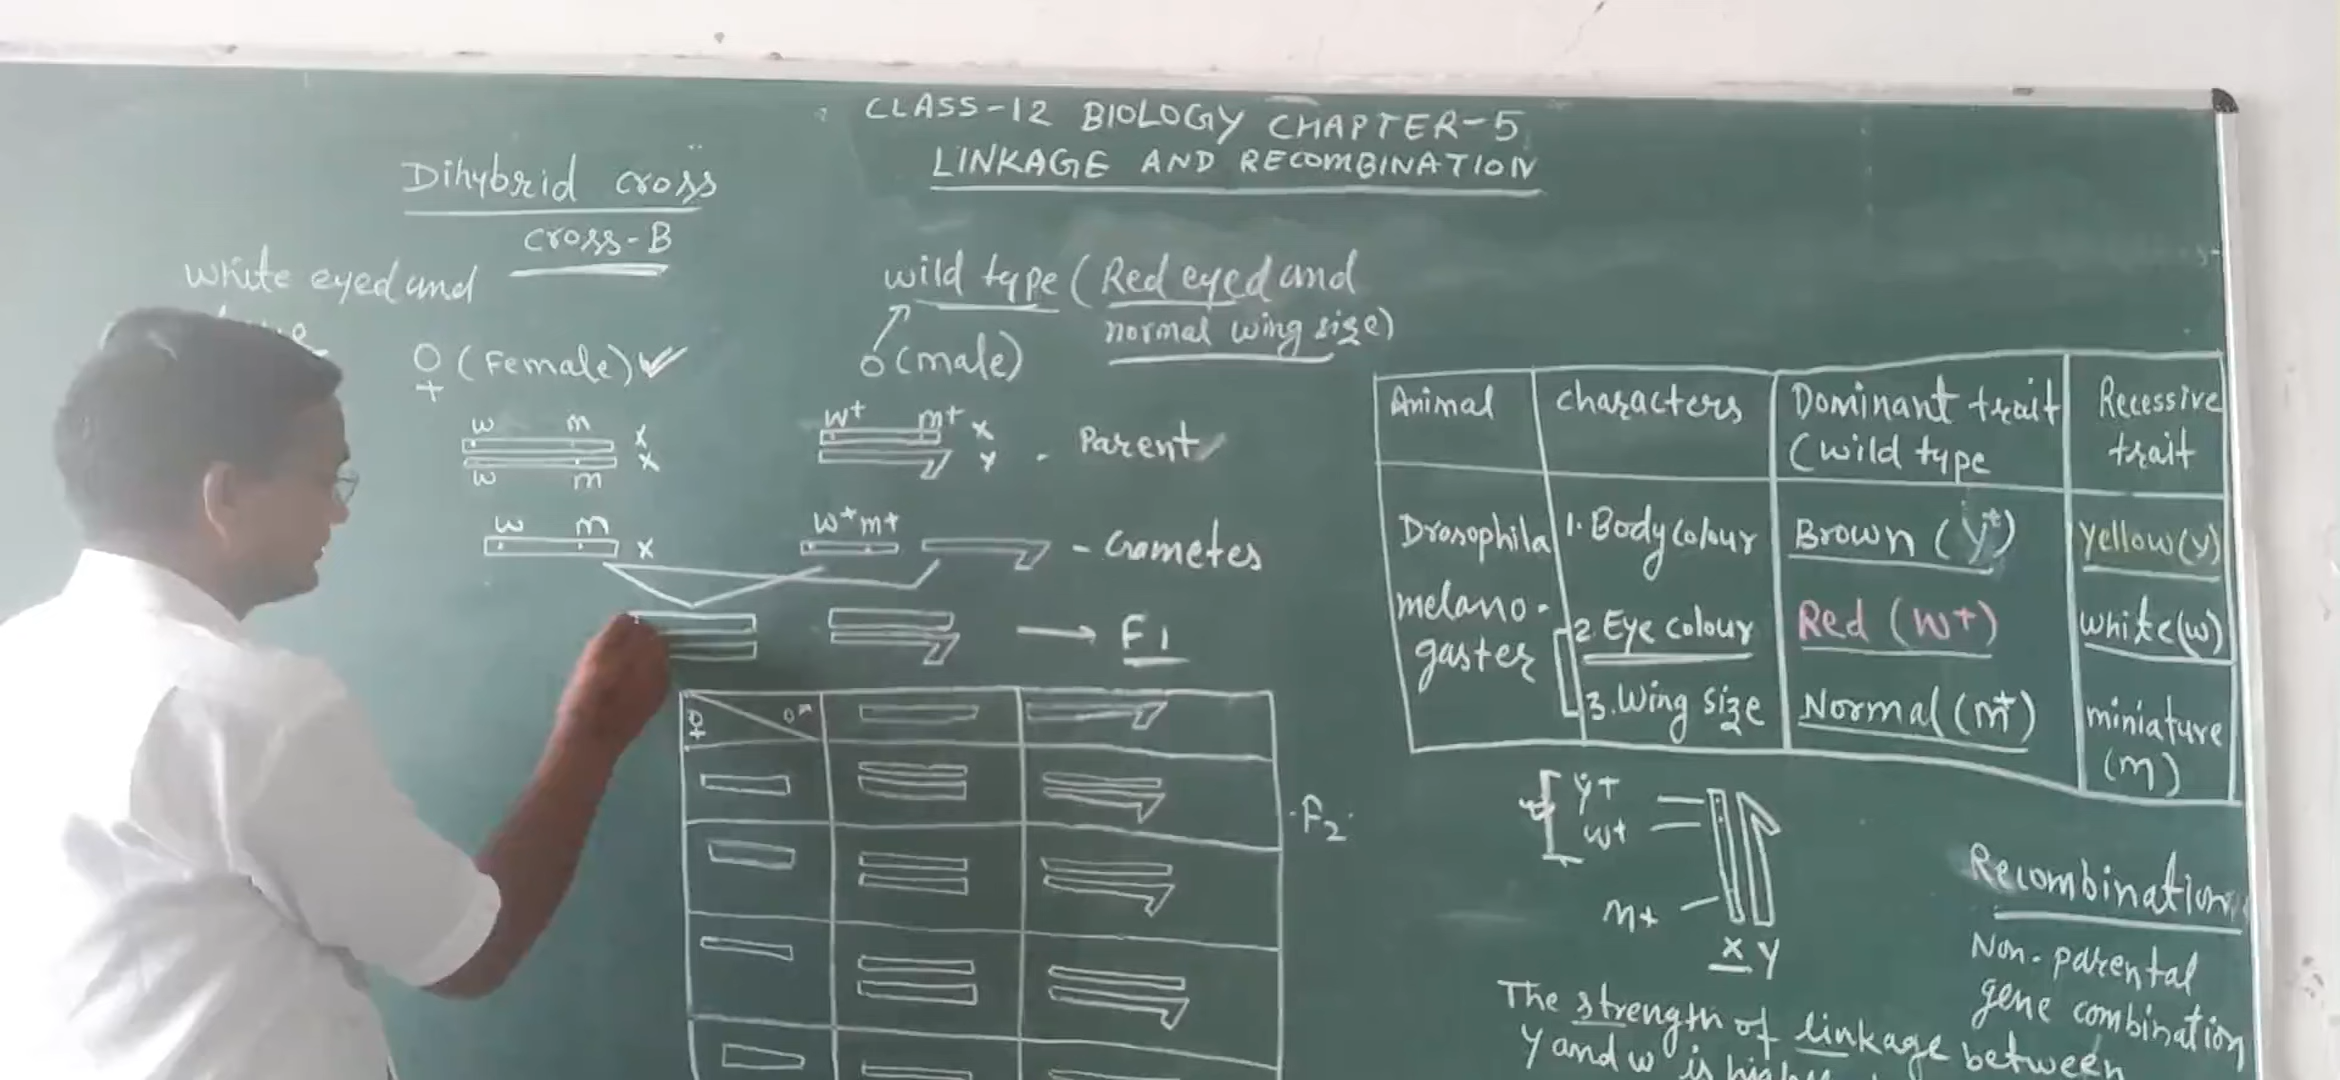 CLASS-12 BIOLOGY CHAPTER-5
LINKAGE AND RECOMBINATION
Dihybrid cross
cross-B
white eyed and
♀ (Female) ✓
wild type (Red eyed and
normal wing size)
♂ (male)
w m x
x
w m
w+ m+ x
y - Parent
w m x
w+ m+ - Gametes
→ F1
♀ ♂
F2
Animal characters Dominant trait Recessive
(wild type trait
Drosophila 1. Body colour Brown (y+) yellow (y)
melano-
gaster 2. Eye colour Red (w+) white (w)
3. Wing size Normal (m+) miniature
(m)
y+
w+
m+
X Y
Recombination
Non-parental
gene combination
The strength of linkage between
y and w is